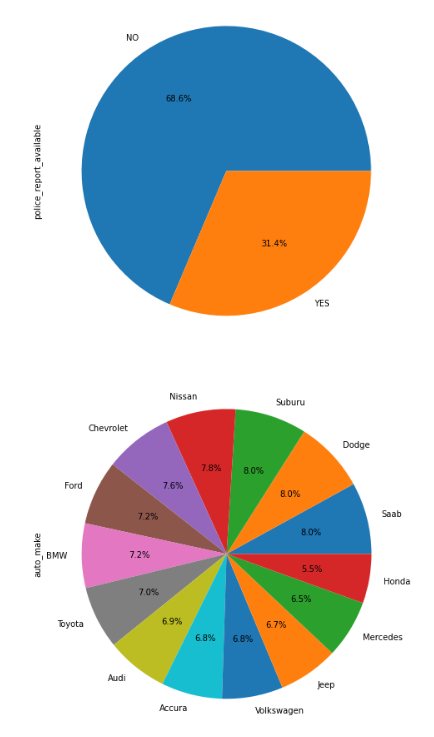 NO
68.6%
police_report_available
31.4%
YES
Nissan
Suburu
Chevrolet
Dodge
7.8%
8.0%
7.6%
8.0%
Ford
Saab
7.2%
8.0%
auto_make
BMW
7.2%
5.5%
Honda
7.0%
6.5%
Toyota
6.9%
6.7%
Mercedes
6.8%
6.8%
Audi
Jeep
Accura
Volkswagen